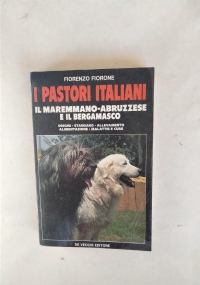 FIORENZO FIORONE
I PASTORI ITALIANI
IL MAREMMANO-ABRUZZESE
E IL BERGAMASCO
ORIGINI - STANDARD - ALLEVAMENTO
ALIMENTAZIONE - MALATTIE E CURE
DE VECCHI EDITORE